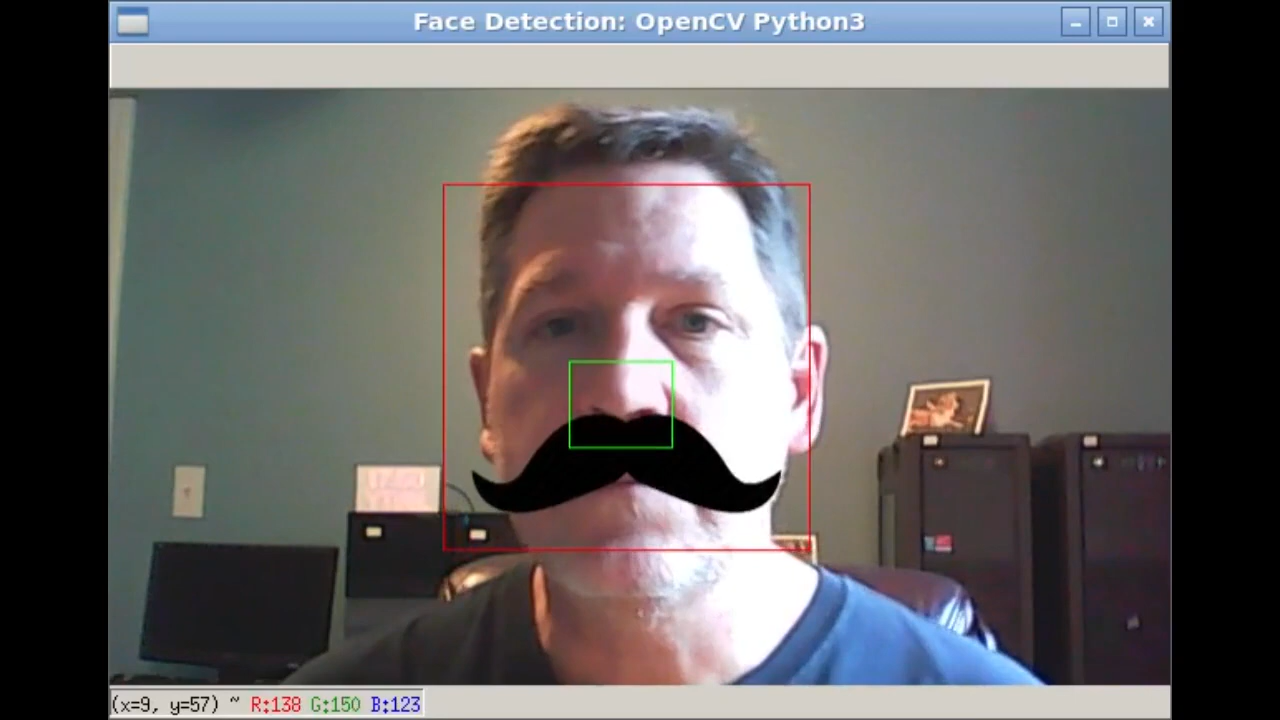 Face Detection: OpenCV Python3
(x=9, y=57) ~ R:138 G:150 B:123